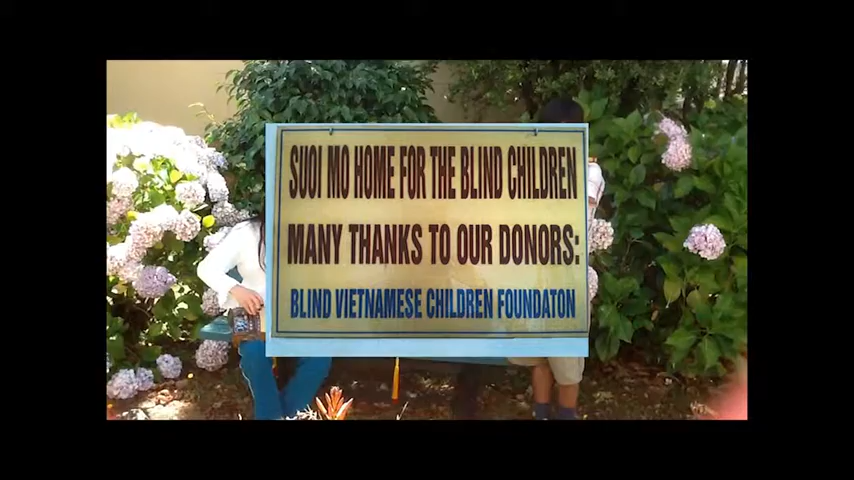 SUOI MO HOME FOR THE BLIND CHILDREN
MANY THANKS TO OUR DONORS:
BLIND VIETNAMESE CHILDREN FOUNDATON